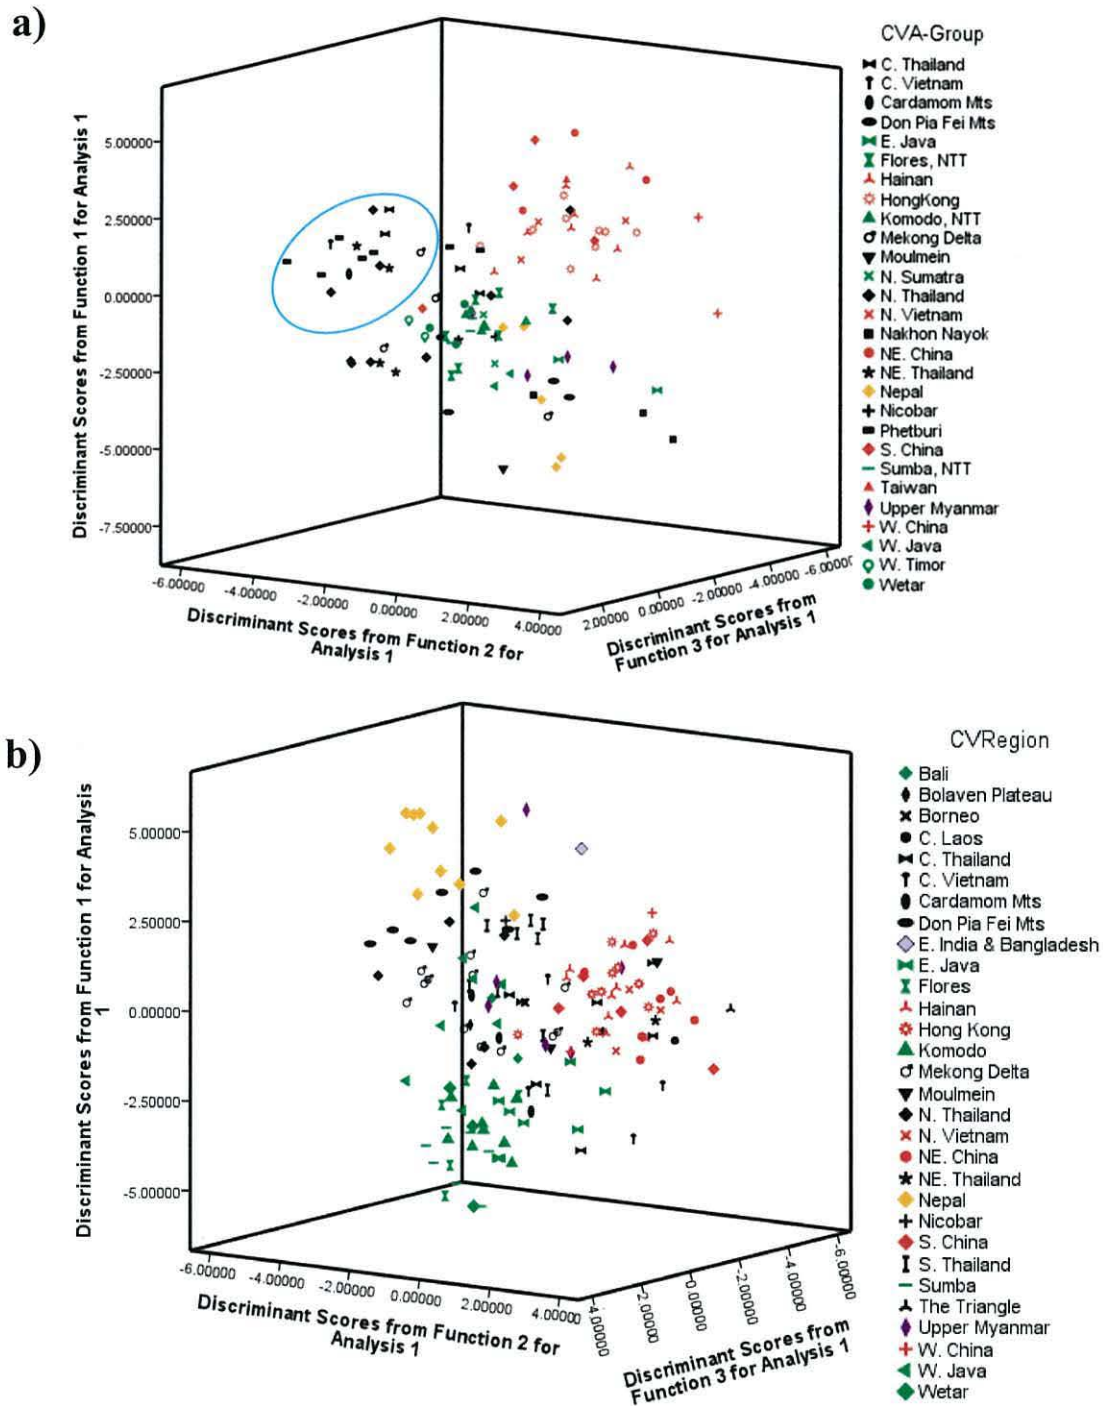 a)
CVA-Group
C. Thailand
C. Vietnam
Cardamom Mts
Don Pia Fei Mts
E. Java
Flores, NTT
Hainan
HongKong
Komodo, NTT
Mekong Delta
Moulmein
N. Sumatra
N. Thailand
N. Vietnam
Nakhon Nayok
NE. China
NE. Thailand
Nepal
Nicobar
Phetburi
S. China
Sumba, NTT
Taiwan
Upper Myanmar
W. China
W. Java
W. Timor
Wetar
Discriminant Scores from Function 1 for Analysis 1
5.00000
2.50000
0.00000
-2.50000
-5.00000
-7.50000
-6.00000
-4.00000
-2.00000
0.00000
2.00000
4.00000
Discriminant Scores from Function 2 for
Analysis 1
2.00000
0.00000
-2.00000
-4.00000
-6.00000
Discriminant Scores from
Function 3 for Analysis 1
b)
CVRegion
Bali
Bolaven Plateau
Borneo
C. Laos
C. Thailand
C. Vietnam
Cardamom Mts
Don Pia Fei Mts
E. India & Bangladesh
E. Java
Flores
Hainan
Hong Kong
Komodo
Mekong Delta
Moulmein
N. Thailand
N. Vietnam
NE. China
NE. Thailand
Nepal
Nicobar
S. China
S. Thailand
Sumba
The Triangle
Upper Myanmar
W. China
W. Java
Wetar
Discriminant Scores from Function 1 for Analysis
1
5.00000
2.50000
0.00000
-2.50000
-5.00000
-6.00000
-4.00000
-2.00000
0.00000
2.00000
4.00000
Discriminant Scores from Function 2 for
Analysis 1
4.00000
2.00000
0.00000
-2.00000
-4.00000
-6.00000
Discriminant Scores from
Function 3 for Analysis 1